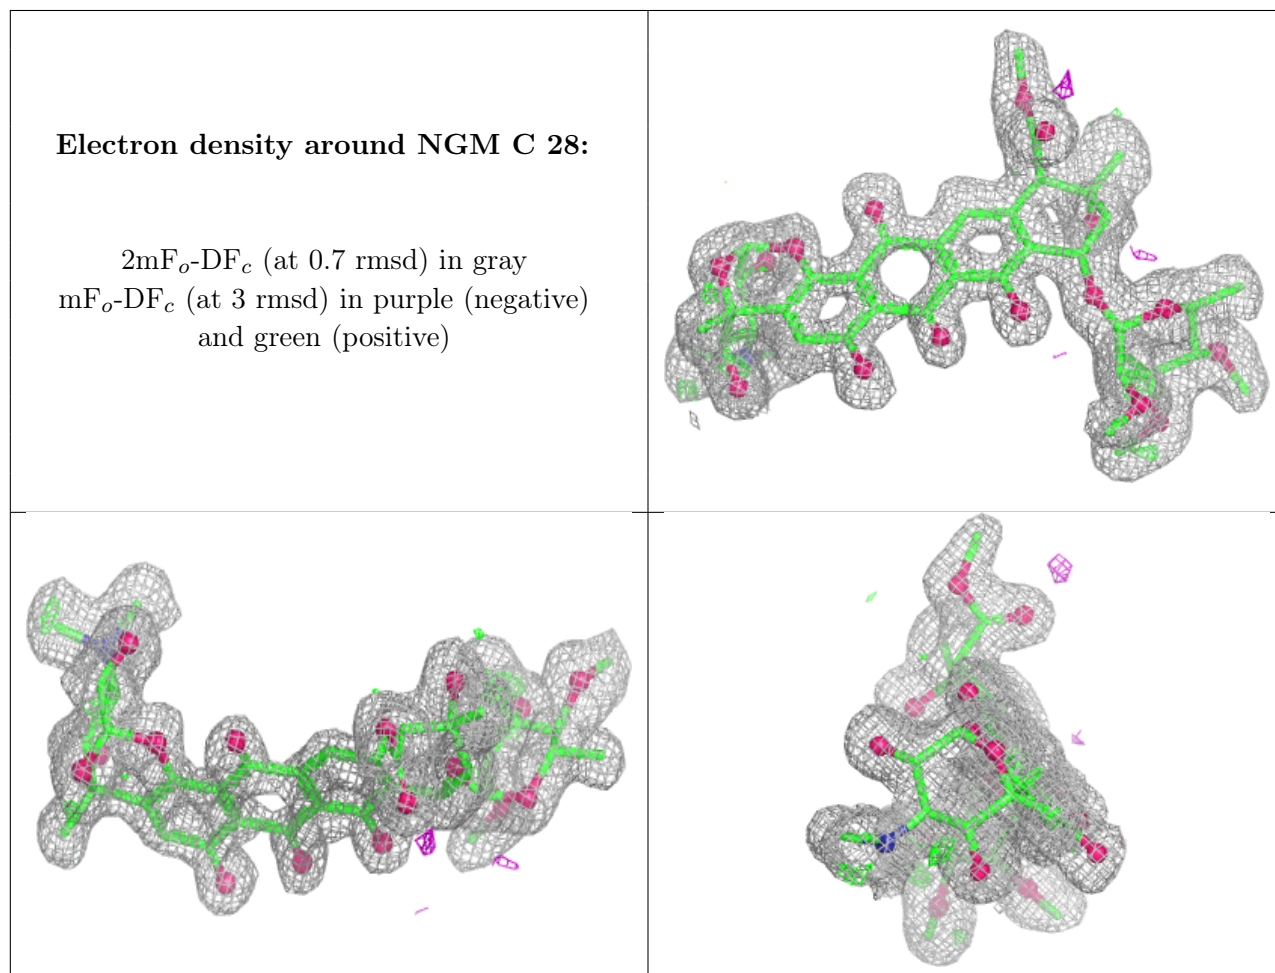 Electron density around NGM C 28:
2mFo-DFc (at 0.7 rmsd) in gray
mFo-DFc (at 3 rmsd) in purple (negative)
and green (positive)